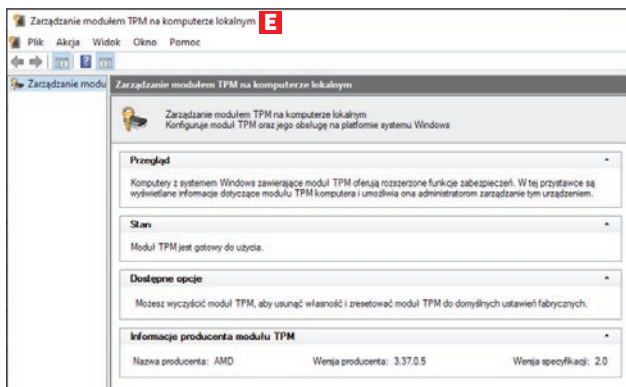 Zarządzanie modułem TPM na komputerze lokalnym E
Plik Akcja Widok Okno Pomoc
Zarządzanie modu
Zarządzanie modułem TPM na komputerze lokalnym
Zarządzanie modułem TPM na komputerze lokalnym
Konfiguruje moduł TPM oraz jego obsługę na platformie systemu Windows
Przegląd
Komputery z systemem Windows zawierające moduł TPM oferują rozszerzone funkcje zabezpieczeń. W tej przystawce są
wyświetlane informacje dotyczące modułu TPM komputera i umożliwia ona administratorom zarządzanie tym urządzeniem.
Stan
Moduł TPM jest gotowy do użycia.
Dostępne opcje
Możesz wyczyścić moduł TPM, aby usunąć własność i zresetować moduł TPM do domyślnych ustawień fabrycznych.
Informacje producenta modułu TPM
Nazwa producenta: AMD Wersja producenta: 3.37.0.5 Wersja specyfikacji: 2.0